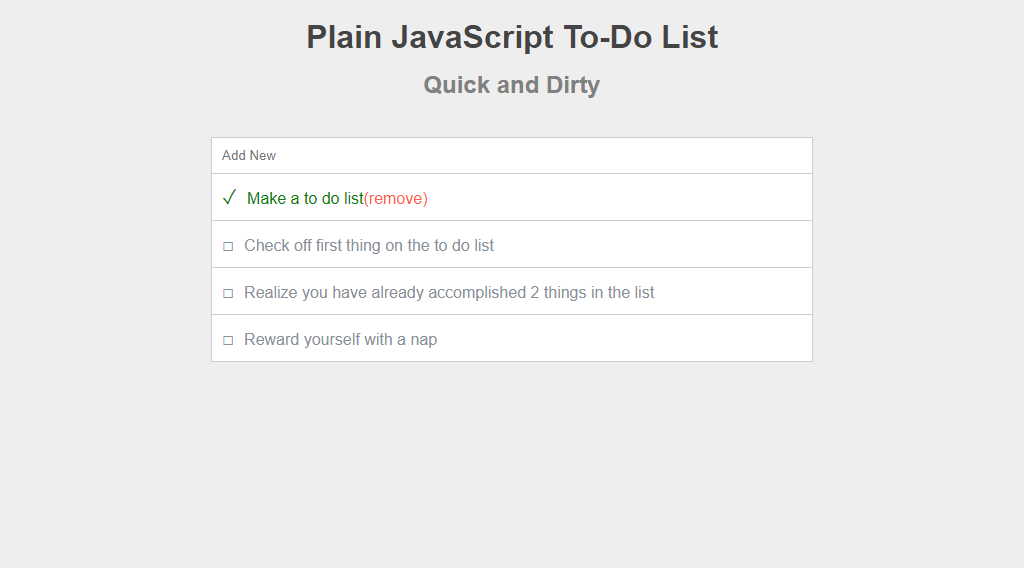 Plain JavaScript To-Do List
Quick and Dirty
Add New
✓ Make a to do list(remove)
☐ Check off first thing on the to do list
☐ Realize you have already accomplished 2 things in the list
☐ Reward yourself with a nap